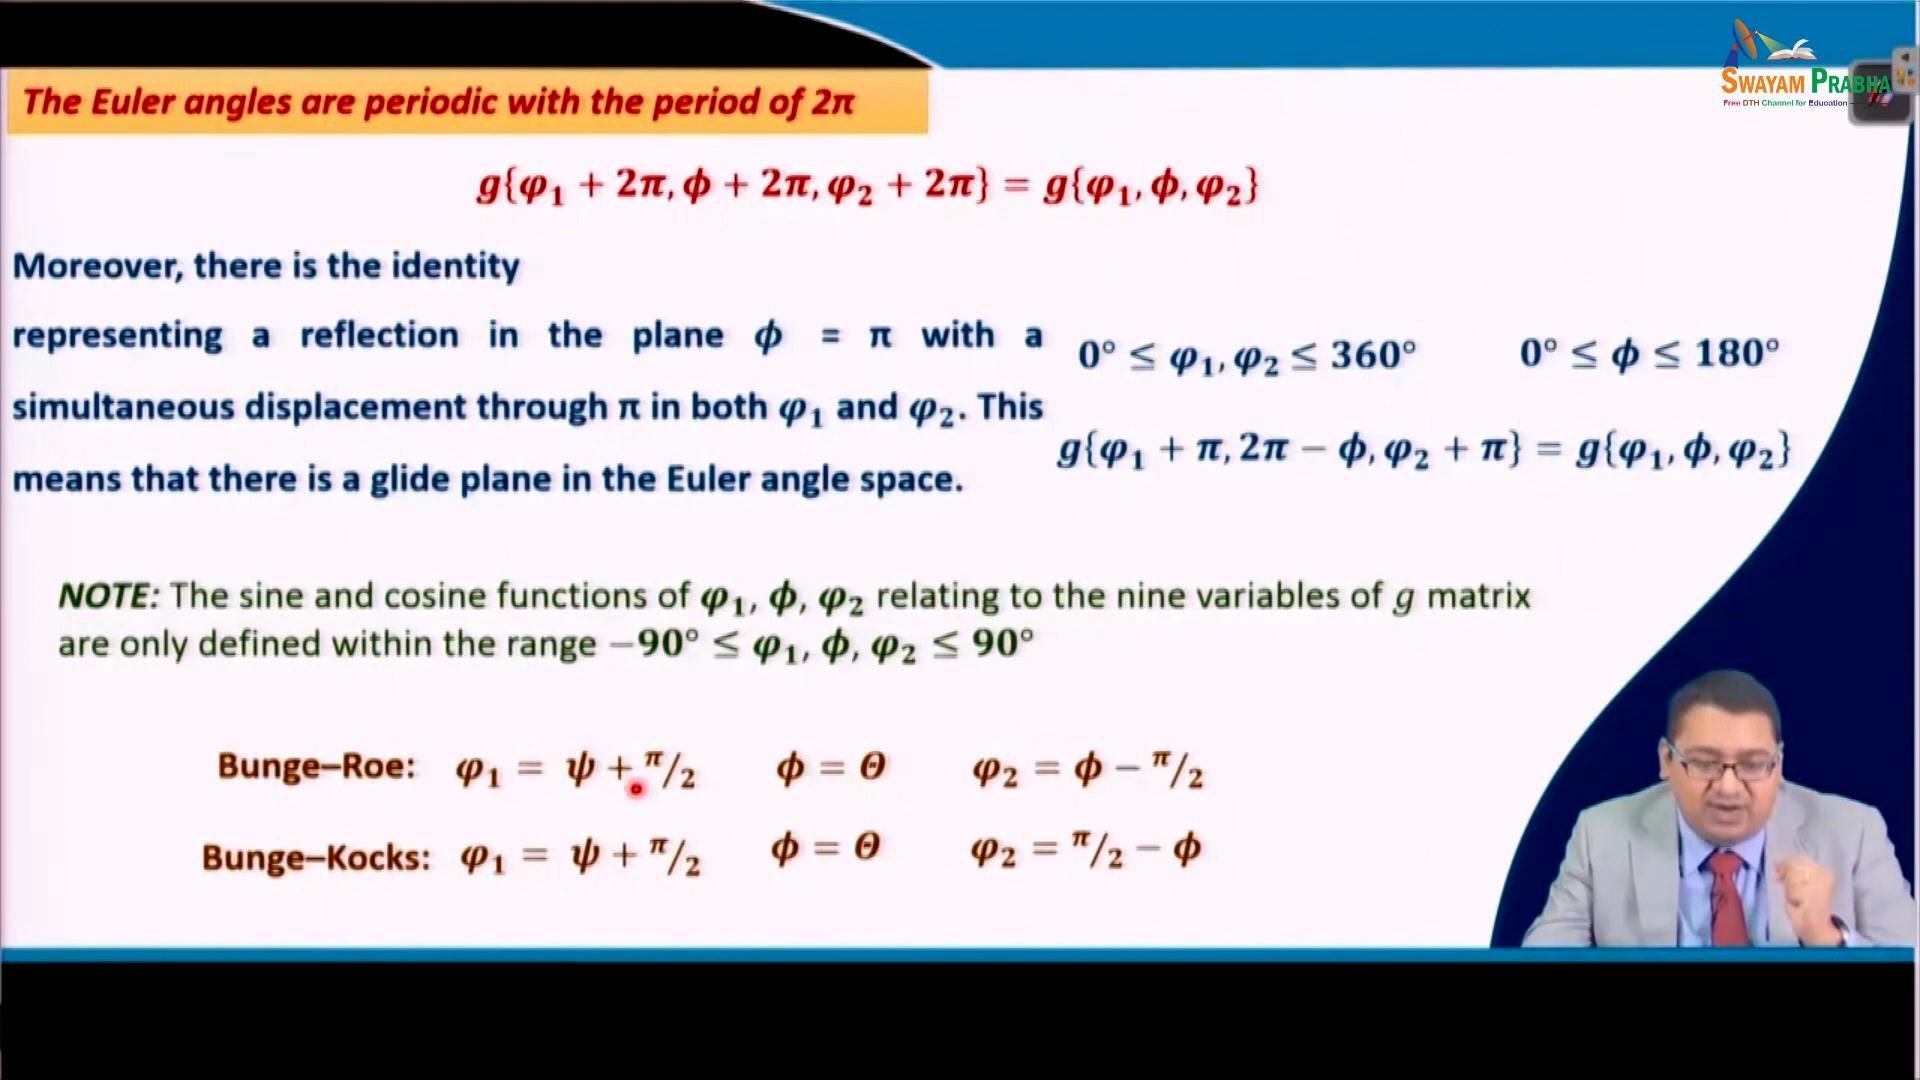 SWAYAM PRABHA
Free DTH Channel for Education
The Euler angles are periodic with the period of 2π
g{φ₁ + 2π, ϕ + 2π, φ₂ + 2π} = g{φ₁, ϕ, φ₂}
Moreover, there is the identity
representing a reflection in the plane ϕ = π with a
simultaneous displacement through π in both φ₁ and φ₂. This
means that there is a glide plane in the Euler angle space.
0° ≤ φ₁, φ₂ ≤ 360° 0° ≤ ϕ ≤ 180°
g{φ₁ + π, 2π − ϕ, φ₂ + π} = g{φ₁, ϕ, φ₂}
NOTE: The sine and cosine functions of φ₁, ϕ, φ₂ relating to the nine variables of g matrix
are only defined within the range −90° ≤ φ₁, ϕ, φ₂ ≤ 90°
Bunge–Roe: φ₁ = ψ + π/2 ϕ = Θ φ₂ = ϕ − π/2
Bunge–Kocks: φ₁ = ψ + π/2 ϕ = Θ φ₂ = π/2 − ϕ